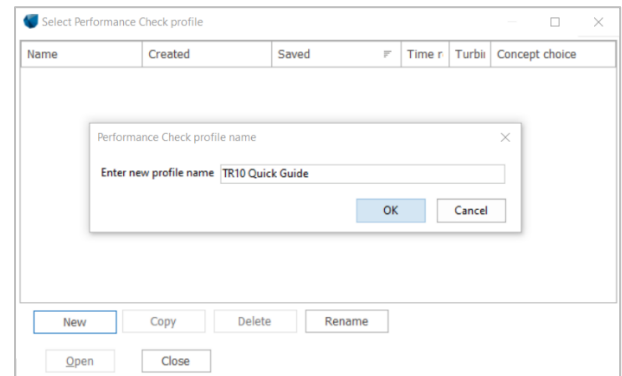 Select Performance Check profile
Name Created Saved Time r Turbii Concept choice
Performance Check profile name
Enter new profile name TR10 Quick Guide
OK Cancel
New Copy Delete Rename
Open Close